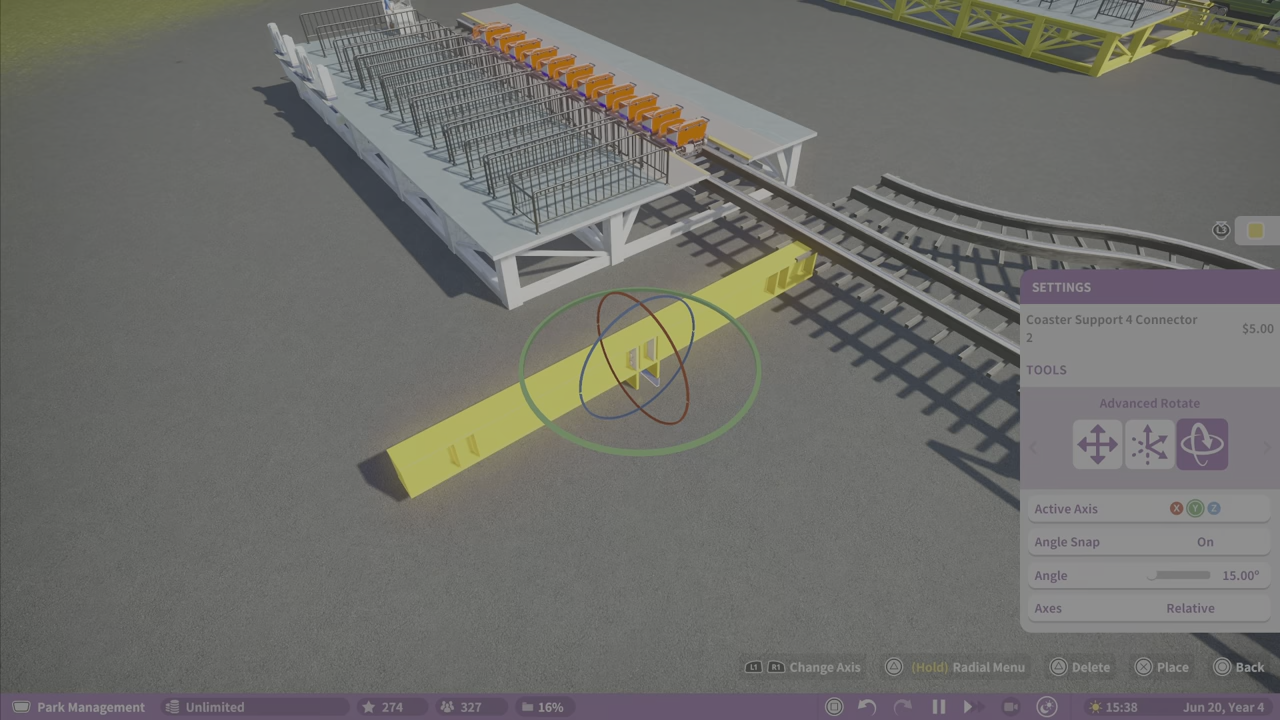 SETTINGS
Coaster Support 4 Connector
2
$5.00
TOOLS
Advanced Rotate
Active Axis X Y Z
Angle Snap On
Angle 15.00°
Axes Relative
L1 R1 Change Axis (Hold) Radial Menu Delete Place Back
Park Management Unlimited 274 327 16% 15:38 Jun 20, Year 4